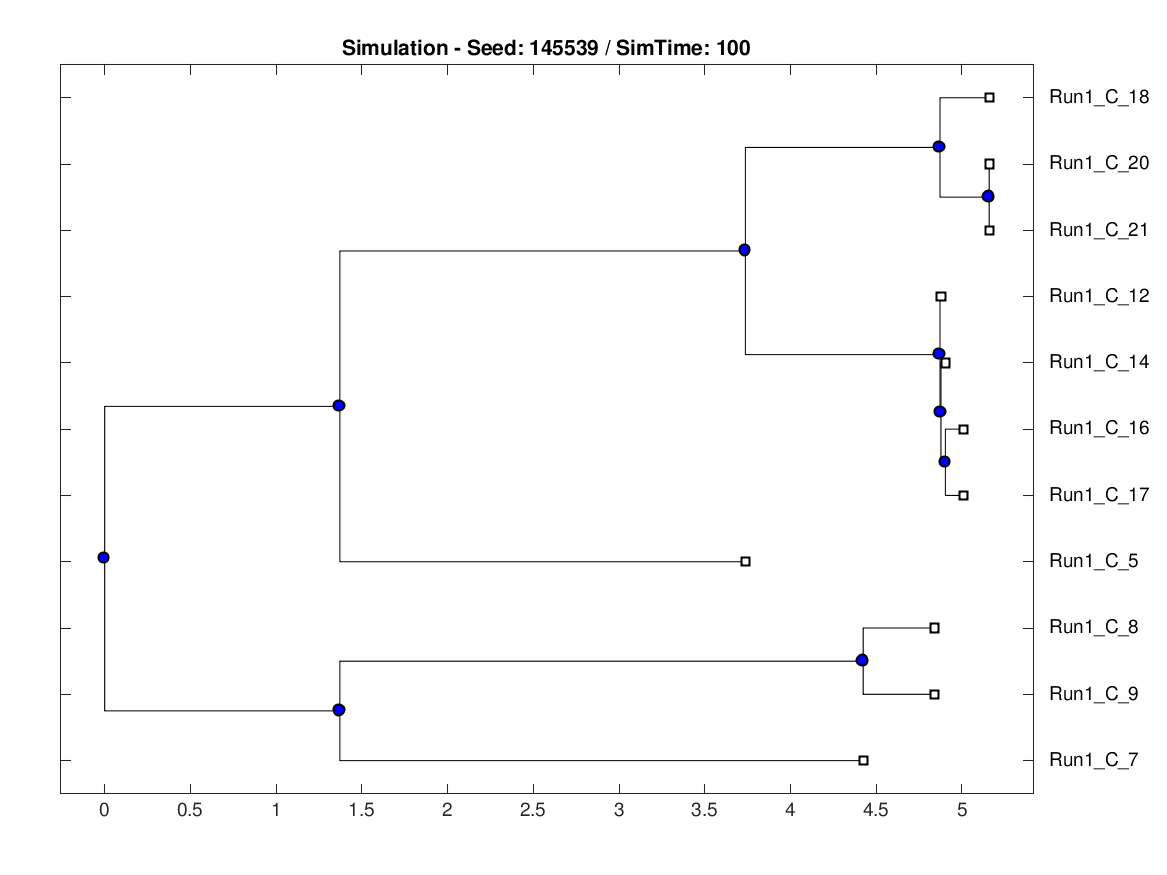 Simulation - Seed: 145539 / SimTime: 100
Run1_C_18
Run1_C_20
Run1_C_21
Run1_C_12
Run1_C_14
Run1_C_16
Run1_C_17
Run1_C_5
Run1_C_8
Run1_C_9
Run1_C_7
0 0.5 1 1.5 2 2.5 3 3.5 4 4.5 5